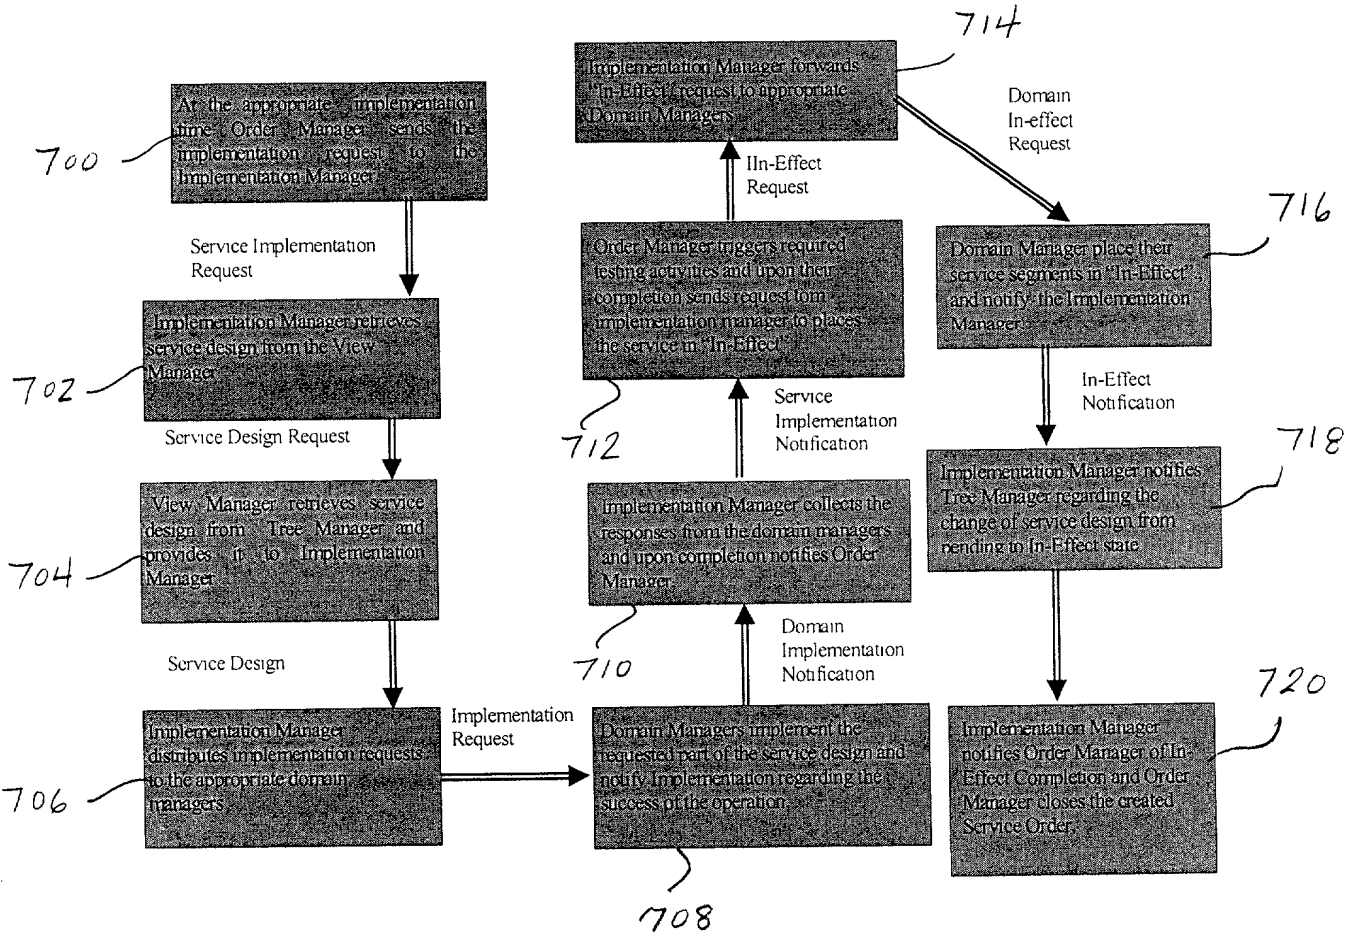 700
At the appropriate implementation
time Order Manager sends the
implementation request to the
Implementation Manager
Service Implementation
Request
702
Implementation Manager retrieves
service design from the View
Manager
Service Design Request
704
View Manager retrieves service
design from Tree Manager and
provides it to Implementation
Manager
Service Design
706
Implementation Manager
distributes implementation requests
to the appropriate domain
managers.
Implementation
Request
708
Domain Managers implement the
requested part of the service design and
notify Implementation regarding the
success of the operation.
Domain
Implementation
Notification
710
Implementation Manager collects the
responses from the domain managers
and upon completion notifies Order
Manager.
Service
Implementation
Notification
712
Order Manager triggers required
testing activities and upon their
completion sends request tom
implementation manager to places
the service in "In-Effect"
IIn-Effect
Request
714
Implementation Manager forwards
"In-Effect" request to appropriate
Domain Managers
Domain
In-effect
Request
716
Domain Manager place their
service segments in "In-Effect",
and notify the Implementation
Manager.
In-Effect
Notification
718
Implementation Manager notifies
Tree Manager regarding the
change of service design from
pending to In-Effect state
720
Implementation Manager
notifies Order Manager of In-
Effect Completion and Order
Manager closes the created
Service Order.